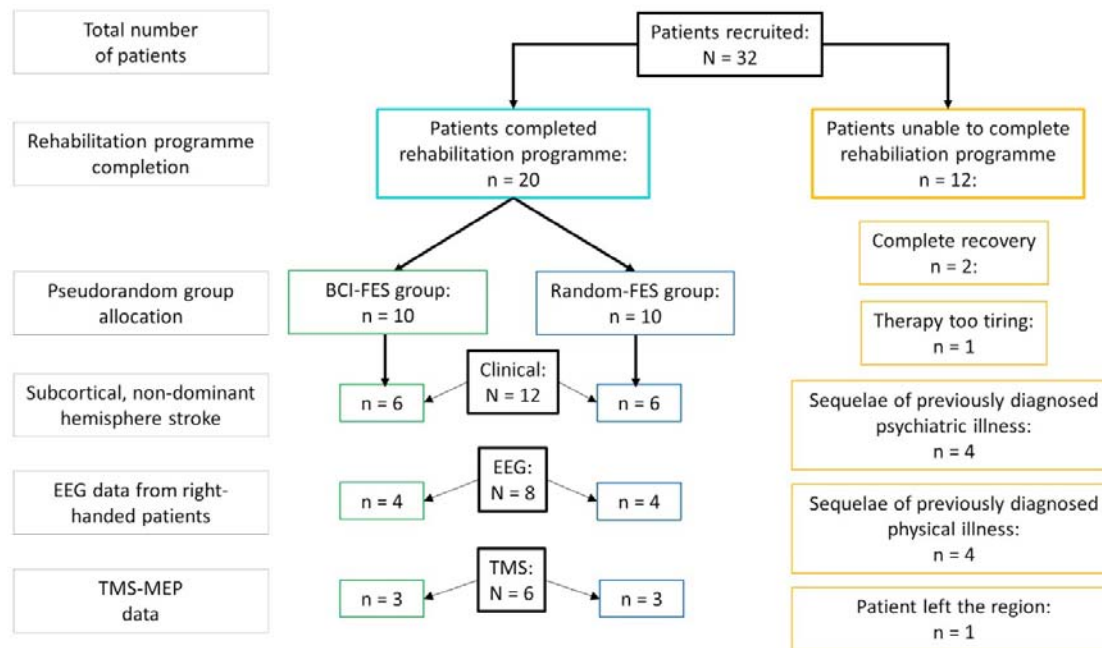 Total number
of patients
Patients recruited:
N = 32
Rehabilitation programme
completion
Patients completed
rehabilitation programme:
n = 20
Patients unable to complete
rehabiliation programme
n = 12:
Complete recovery
n = 2:
Pseudorandom group
allocation
BCI-FES group:
n = 10
Random-FES group:
n = 10
Therapy too tiring:
n = 1
Subcortical, non-dominant
hemisphere stroke
n = 6
Clinical:
N = 12
n = 6
Sequelae of previously diagnosed
psychiatric illness:
n = 4
EEG data from right-
handed patients
n = 4
EEG:
N = 8
n = 4
Sequelae of previously diagnosed
physical illness:
n = 4
TMS-MEP
data
n = 3
TMS:
N = 6
n = 3
Patient left the region:
n = 1